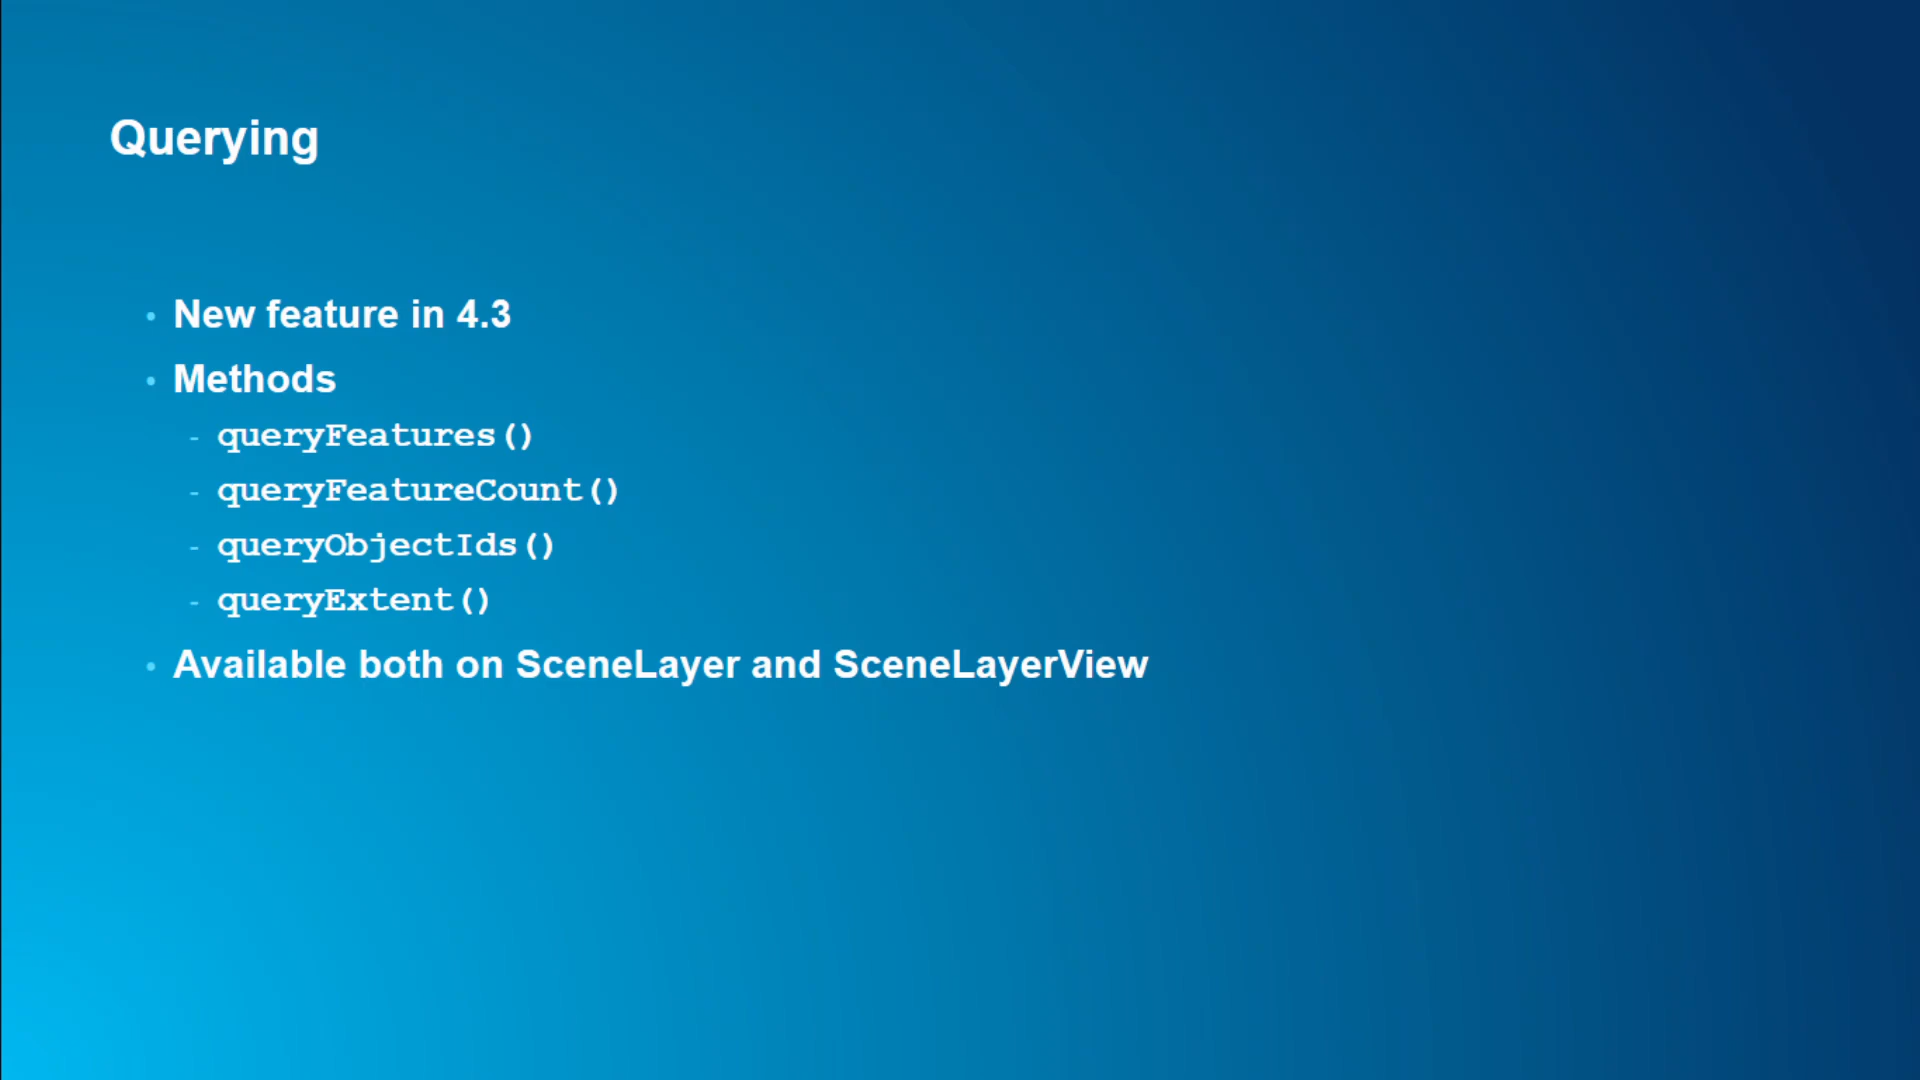 Querying
• New feature in 4.3
• Methods
- queryFeatures()
- queryFeatureCount()
- queryObjectIds()
- queryExtent()
• Available both on SceneLayer and SceneLayerView